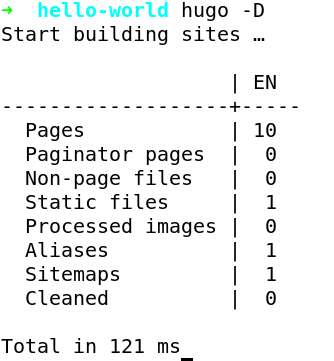 ➜  hello-world hugo -D
Start building sites …

                   | EN
-------------------+-----
  Pages            | 10
  Paginator pages  |  0
  Non-page files   |  0
  Static files     |  1
  Processed images |  0
  Aliases          |  1
  Sitemaps         |  1
  Cleaned          |  0

Total in 121 ms